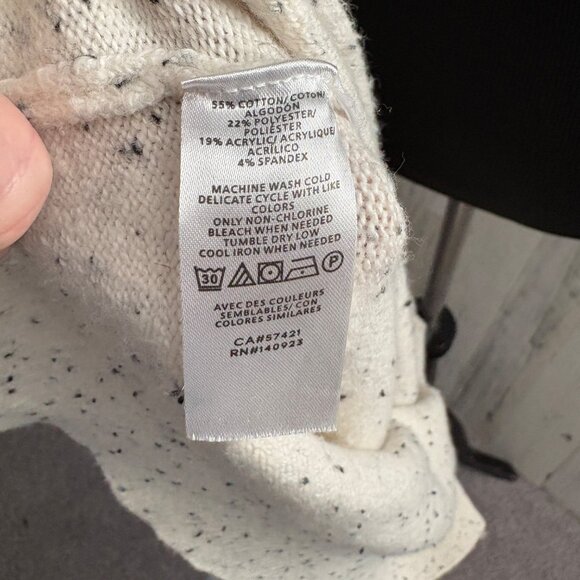 55% COTTON/COTON/
ALGODÓN
22% POLYESTER/
POLIÉSTER
19% ACRYLIC/ACRYLIQUE/
ACRÍLICO
4% SPANDEX
MACHINE WASH COLD
DELICATE CYCLE WITH LIKE
COLORS
ONLY NON-CHLORINE
BLEACH WHEN NEEDED
TUMBLE DRY LOW
COOL IRON WHEN NEEDED
30 P
AVEC DES COULEURS
SEMBLABLES/CON
COLORES SIMILARES
CA#57421
RN#140923